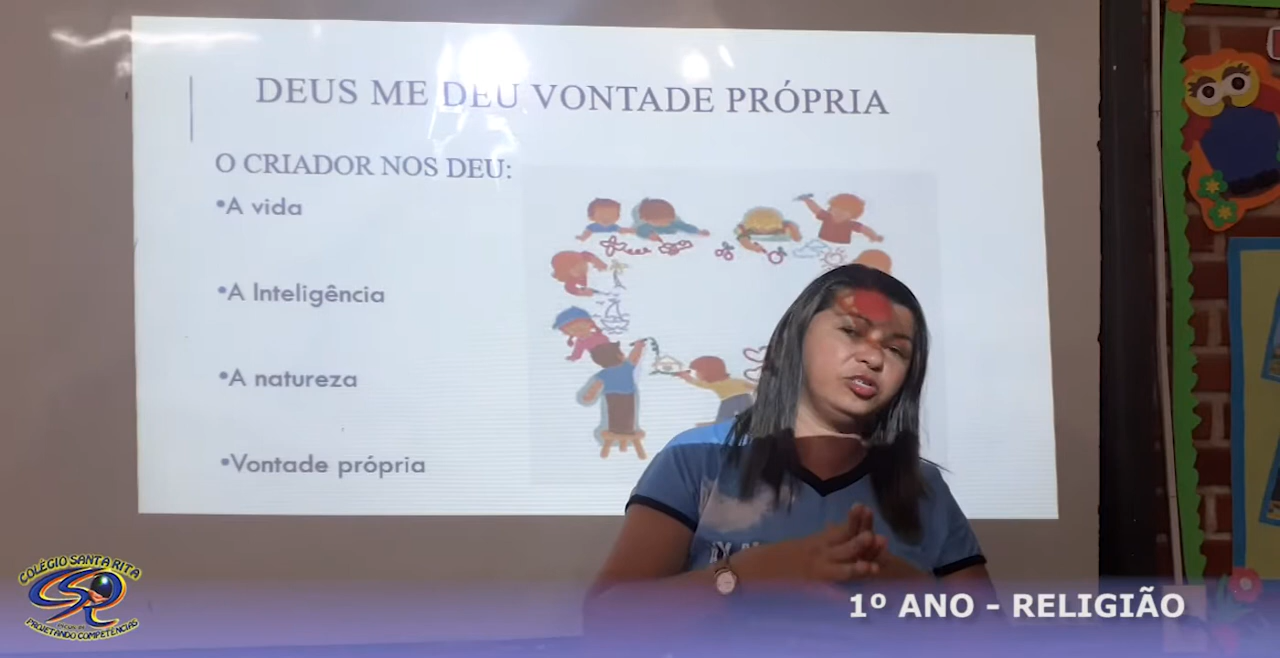 DEUS ME DEU VONTADE PRÓPRIA
O CRIADOR NOS DEU:
•A vida
•A Inteligência
•A natureza
•Vontade própria
COLÉGIO SANTA RITA
PROJETANDO COMPETÊNCIAS
1º ANO - RELIGIÃO